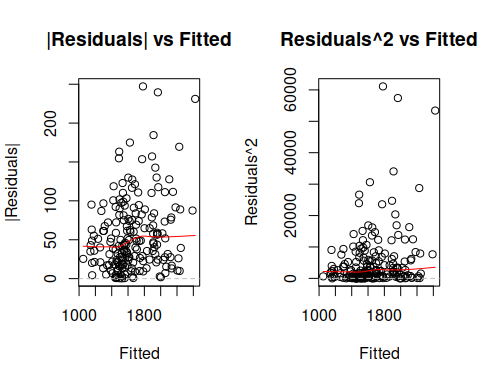 |Residuals| vs Fitted
|Residuals|
0
50
100
200
1000
1800
Fitted
Residuals^2 vs Fitted
Residuals^2
0
20000
40000
60000
1000
1800
Fitted